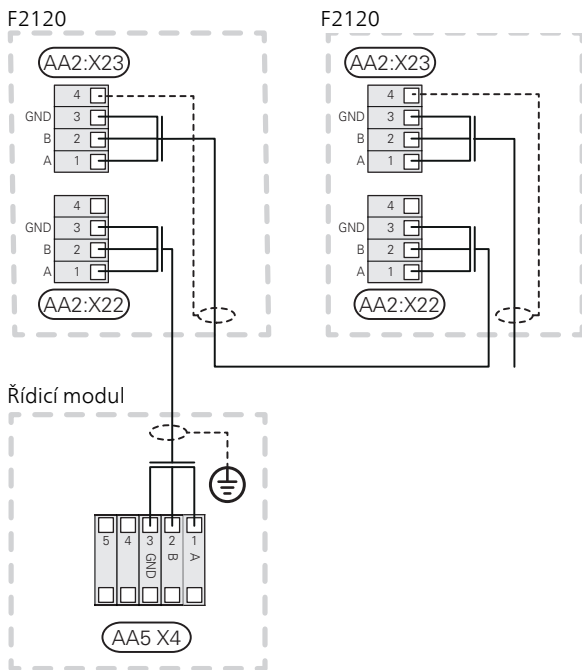 F2120
F2120
AA2:X23
4
GND 3
B 2
A 1
4
GND 3
B 2
A 1
AA2:X22
AA2:X23
4
GND 3
B 2
A 1
4
GND 3
B 2
A 1
AA2:X22
Řídicí modul
5 4 3 2 1
GND B A
AA5 X4